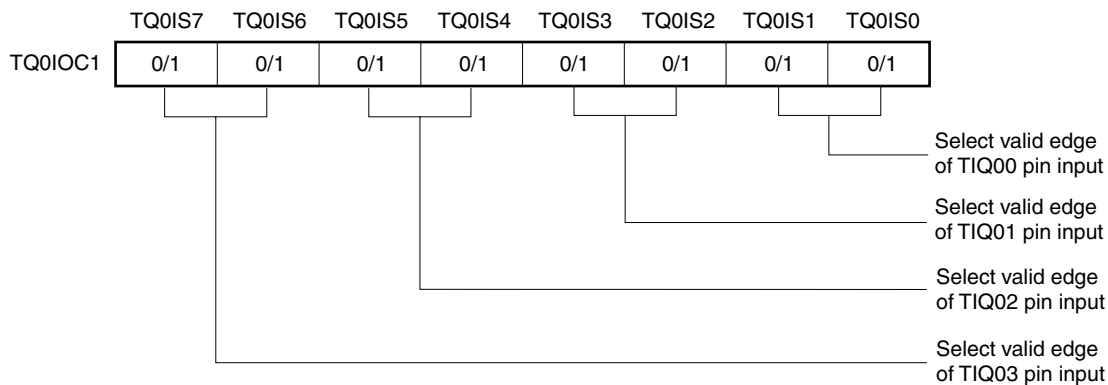 TQ0IS7 TQ0IS6 TQ0IS5 TQ0IS4 TQ0IS3 TQ0IS2 TQ0IS1 TQ0IS0
TQ0IOC1 0/1 0/1 0/1 0/1 0/1 0/1 0/1 0/1
Select valid edge
of TIQ00 pin input
Select valid edge
of TIQ01 pin input
Select valid edge
of TIQ02 pin input
Select valid edge
of TIQ03 pin input